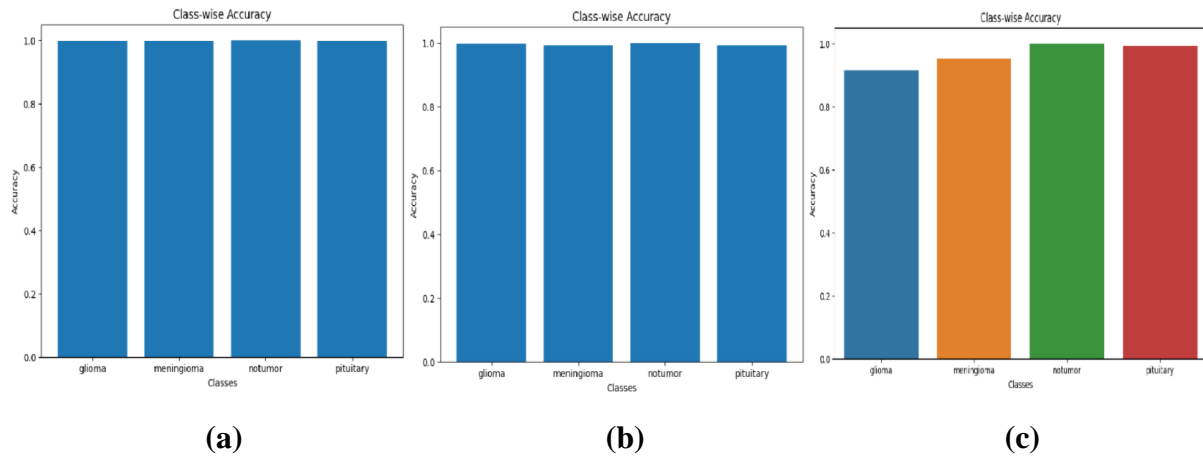 Class-wise Accuracy
1.0
0.8
0.6
0.4
0.2
0.0
Accuracy
glioma meningioma notumor pituitary
Classes
(a)
Class-wise Accuracy
1.0
0.8
0.6
0.4
0.2
0.0
Accuracy
glioma meningioma notumor pituitary
Classes
(b)
Class-wise Accuracy
1.0
0.8
0.6
0.4
0.2
0.0
Accuracy
glioma meningioma notumor pituitary
Classes
(c)